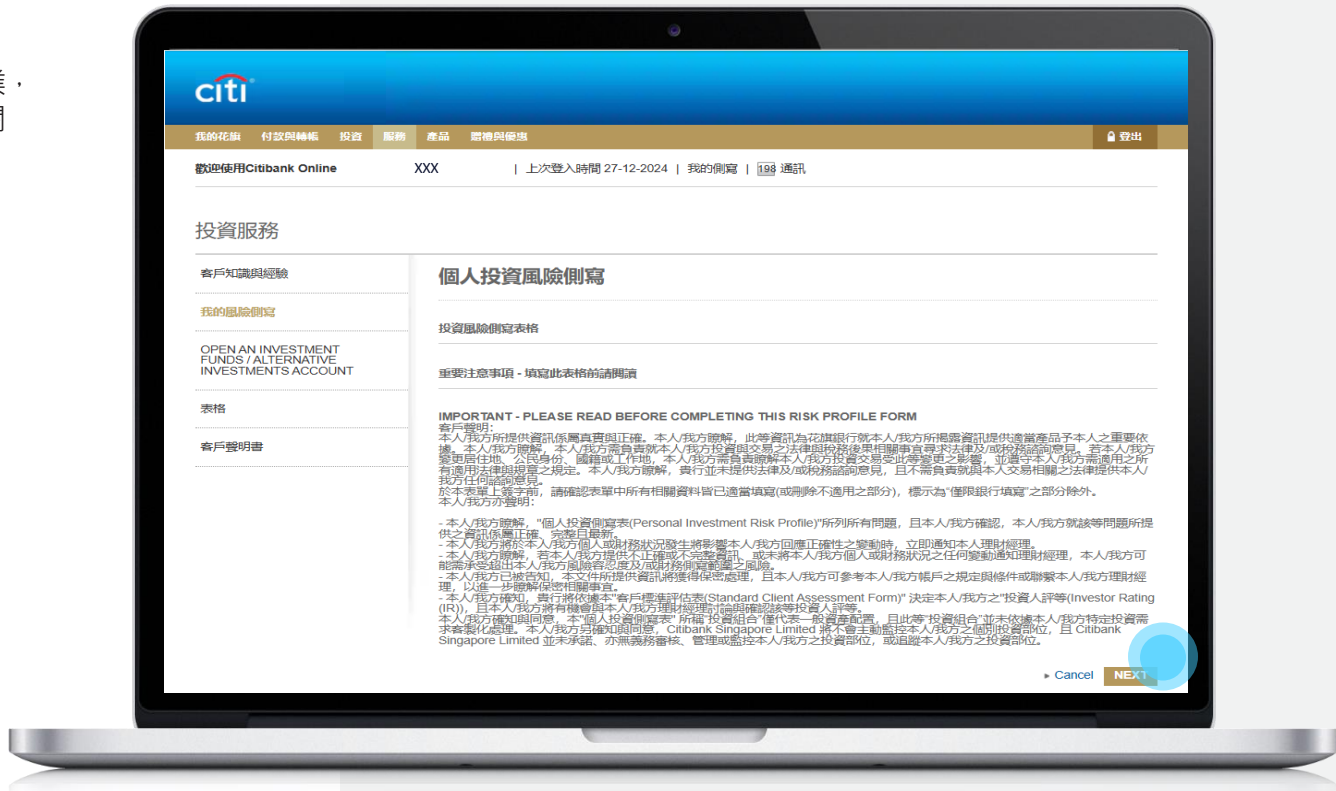 業，
citi
我的花旗 付款與轉帳 投資 服務 產品 贈禮與優惠 登出
歡迎使用Citibank Online XXX | 上次登入時間 27-12-2024 | 我的側寫 | 198 通訊
投資服務
客戶知識與經驗
我的風險側寫
OPEN AN INVESTMENT
FUNDS / ALTERNATIVE
INVESTMENTS ACCOUNT
表格
客戶聲明書
個人投資風險側寫
投資風險側寫表格
重要注意事項 - 填寫此表格前請閱讀
IMPORTANT - PLEASE READ BEFORE COMPLETING THIS RISK PROFILE FORM
客戶聲明：
本人/我方所提供資訊係屬真實與正確。本人/我方瞭解，此等資訊為花旗銀行就本人/我方所揭露資訊提供適當產品予本人之重要依
據。本人/我方瞭解，本人/我方需負責就本人/我方投資與交易之法律與稅務後果相關事宜尋求法律及/或稅務諮詢意見。若本人/我方
變更居住地、公民身份、國籍或工作地，本人/我方需負責瞭解本人/我方投資交易受此等變更之影響，並遵守本人/我方需適用之所
有適用法律與規章之規定。本人/我方瞭解，貴行並未提供法律及/或稅務諮詢意見，且不需負責就與本人交易相關之法律提供本人/
我方任何諮詢意見。
於本表單上簽字前，請確認表單中所有相關資料皆已適當填寫(或刪除不適用之部分)，標示為“僅限銀行填寫”之部分除外。
本人/我方亦聲明：
- 本人/我方瞭解，"個人投資側寫表(Personal Investment Risk Profile)"所列所有問題，且本人/我方確認，本人/我方就該等問題所提
供之資訊係屬正確、完整且最新。
- 本人/我方將於本人/我方個人或財務狀況發生將影響本人/我方回應正確性之變動時，立即通知本人理財經理。
- 本人/我方瞭解，若本人/我方提供不正確或不完整資訊，或未將本人/我方個人或財務狀況之任何變動通知理財經理，本人/我方可
能需承受超出本人/我方風險容忍度及/或財務側寫範圍之風險。
- 本人/我方已被告知，本文件所提供資訊將獲得保密處理，且本人/我方可參考本人/我方帳戶之規定與條件或聯繫本人/我方理財經
理，以進一步瞭解保密相關事宜。
- 本人/我方確知，貴行將依據本"客戶標準評估表(Standard Client Assessment Form)" 決定本人/我方之"投資人評等(Investor Rating
(IR))，且本人/我方將有機會與本人/我方理財經理討論與確認該等投資人評等。
本人/我方確知與同意，本"個人投資側寫表" 所稱"投資組合"僅代表一般資產配置，且此等"投資組合"並未依據本人/我方特定投資需
求客製化處理。本人/我方另確知與同意，Citibank Singapore Limited 將不會主動監控本人/我方之個別投資部位，且 Citibank
Singapore Limited 並未承諾、亦無義務審核、管理或監控本人/我方之投資部位，或追蹤本人/我方之投資部位。
Cancel NEXT